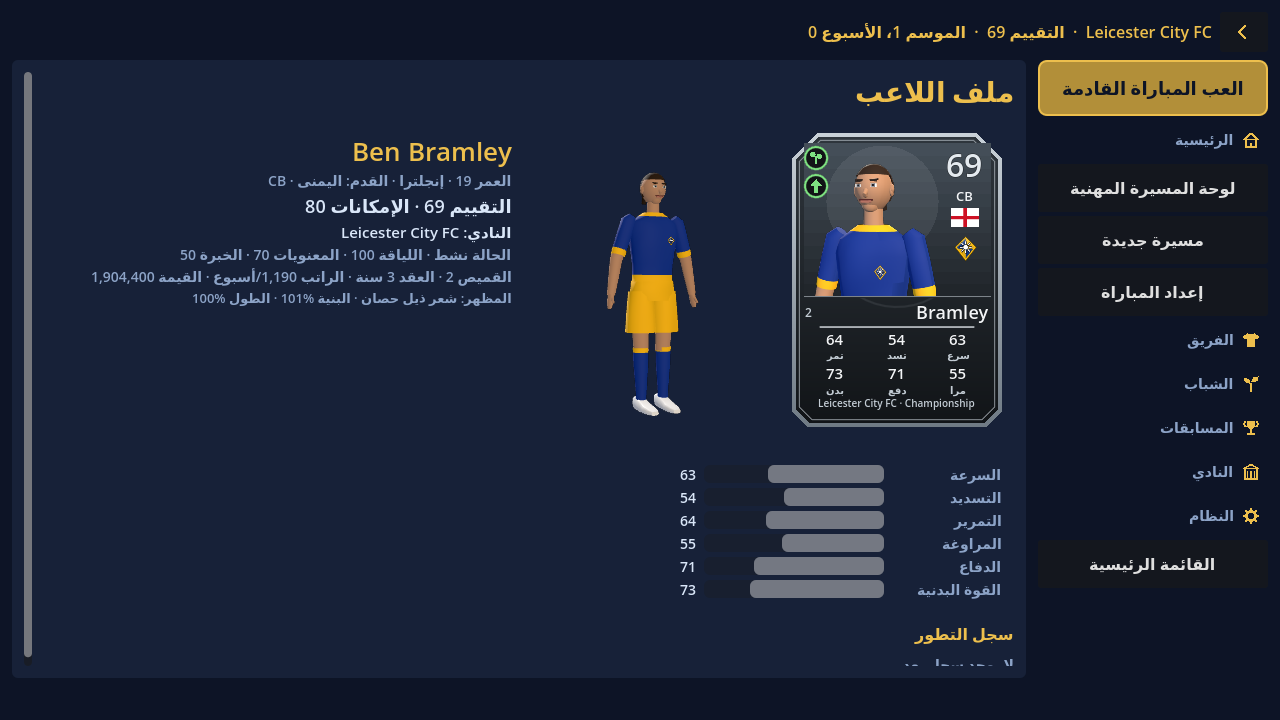 Leicester City FC · التقييم 69 · الموسم 1، الأسبوع 0
العب المباراة القادمة
الرئيسية
لوحة المسيرة المهنية
مسيرة جديدة
إعداد المباراة
الفريق
الشباب
المسابقات
النادي
النظام
القائمة الرئيسية
ملف اللاعب
69
CB
2
Bramley
63 54 64
سرع تسد تمر
55 71 73
مرا دفع بدن
Leicester City FC · Championship
Ben Bramley
العمر 19 · إنجلترا · القدم: اليمنى · CB
التقييم 69 · الإمكانات 80
النادي: Leicester City FC
الحالة نشط · اللياقة 100 · المعنويات 70 · الخبرة 50
القميص 2 · العقد 3 سنة · الراتب 1,190/أسبوع · القيمة 1,904,400
المظهر: شعر ذيل حصان · البنية 101% · الطول 100%
السرعة 63
التسديد 54
التمرير 64
المراوغة 55
الدفاع 71
القوة البدنية 73
سجل التطور